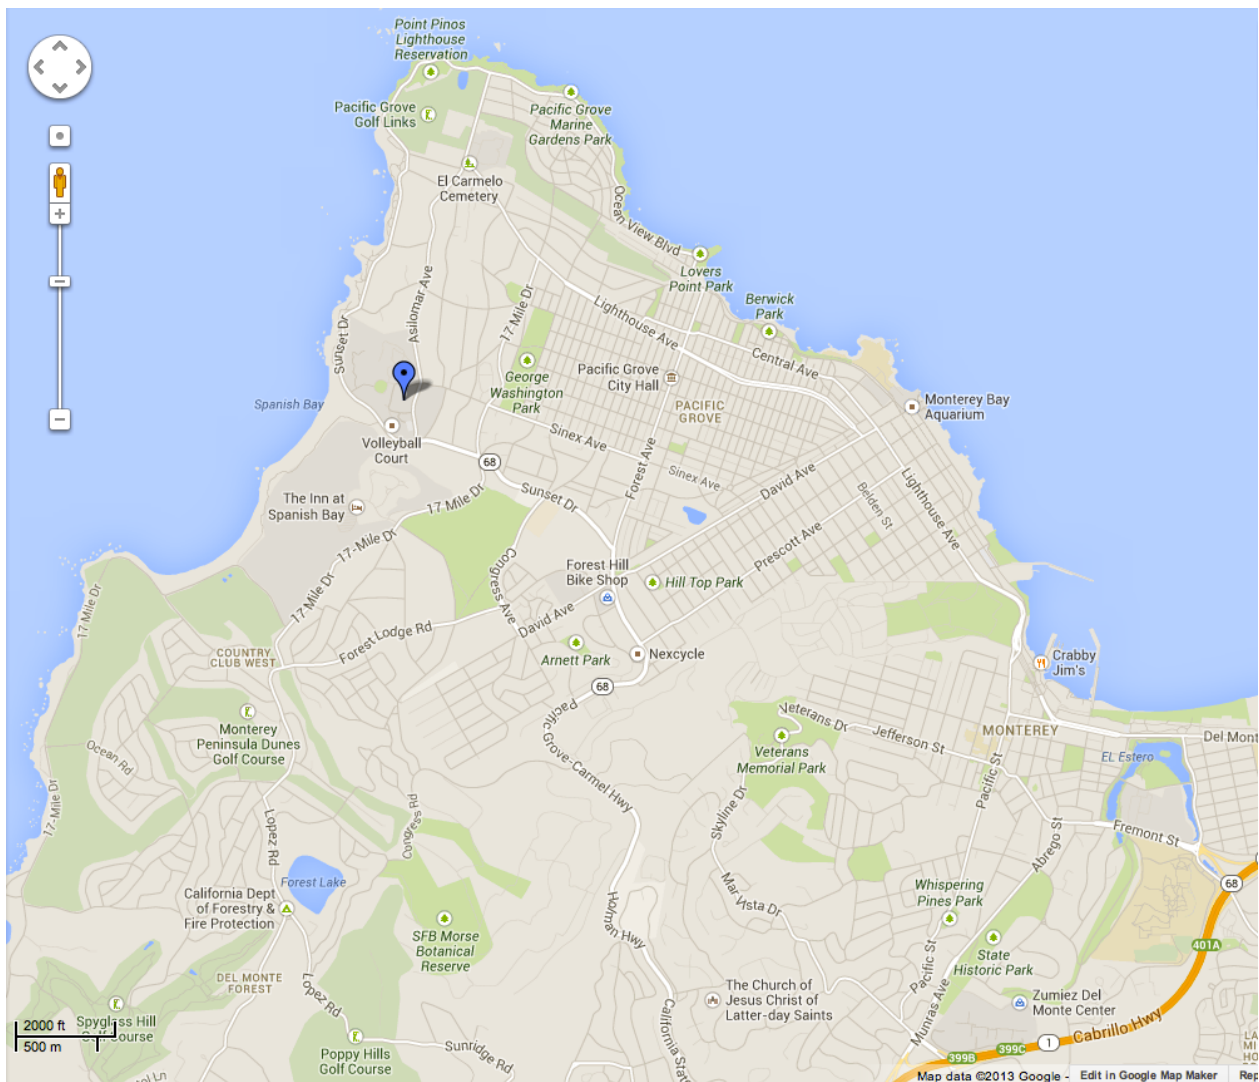 Point Pinos
Lighthouse
Reservation
Pacific Grove
Golf Links
Pacific Grove
Marine
Gardens Park
El Carmelo
Cemetery
Ocean View Blvd
Lovers
Point Park
Berwick
Park
Asilomar Ave
17-Mile Dr
Lighthouse Ave
Sunset Dr
Central Ave
George
Washington
Park
Pacific Grove
City Hall
PACIFIC
GROVE
Monterey Bay
Aquarium
Spanish Bay
Volleyball
Court
Sinex Ave
Forest Ave
Sinex Ave
David Ave
68
Lighthouse Ave
Belden St
The Inn at
Spanish Bay
17 Mile Dr
Sunset Dr
17-Mile Dr
Prescott Ave
Congress Ave
Forest Hill
Bike Shop
Hill Top Park
17 Mile Dr
17 Mile Dr
David Ave
Forest Lodge Rd
COUNTRY
CLUB WEST
Arnett Park
Nexcycle
Crabby
Jim's
68
Monterey
Peninsula Dunes
Golf Course
Pacific Grove-Carmel Hwy
Veterans Dr
Jefferson St
MONTEREY
Del Mont
Ocean Rd
Veterans
Memorial Park
EL Estero
Pacific St
17-Mile Dr
Lopez Rd
Congress Rd
Skyline Dr
Fremont St
Abrego St
Forest Lake
California Dept
of Forestry &
Fire Protection
Mar Vista Dr
Whispering
Pines Park
68
Holman Hwy
SFB Morse
Botanical
Reserve
401A
State
Historic Park
Pacific St
DEL MONTE
FOREST
Lopez Rd
The Church of
Jesus Christ of
Latter-day Saints
Munras Ave
Zumiez Del
Monte Center
California State
Cabrillo Hwy
2000 ft
500 m
Spyglass Hill
Golf Course
Poppy Hills
Golf Course
Sunridge Rd
1
399C
399B
LA
MI
Map data ©2013 Google -
Edit in Google Map Maker
Rep